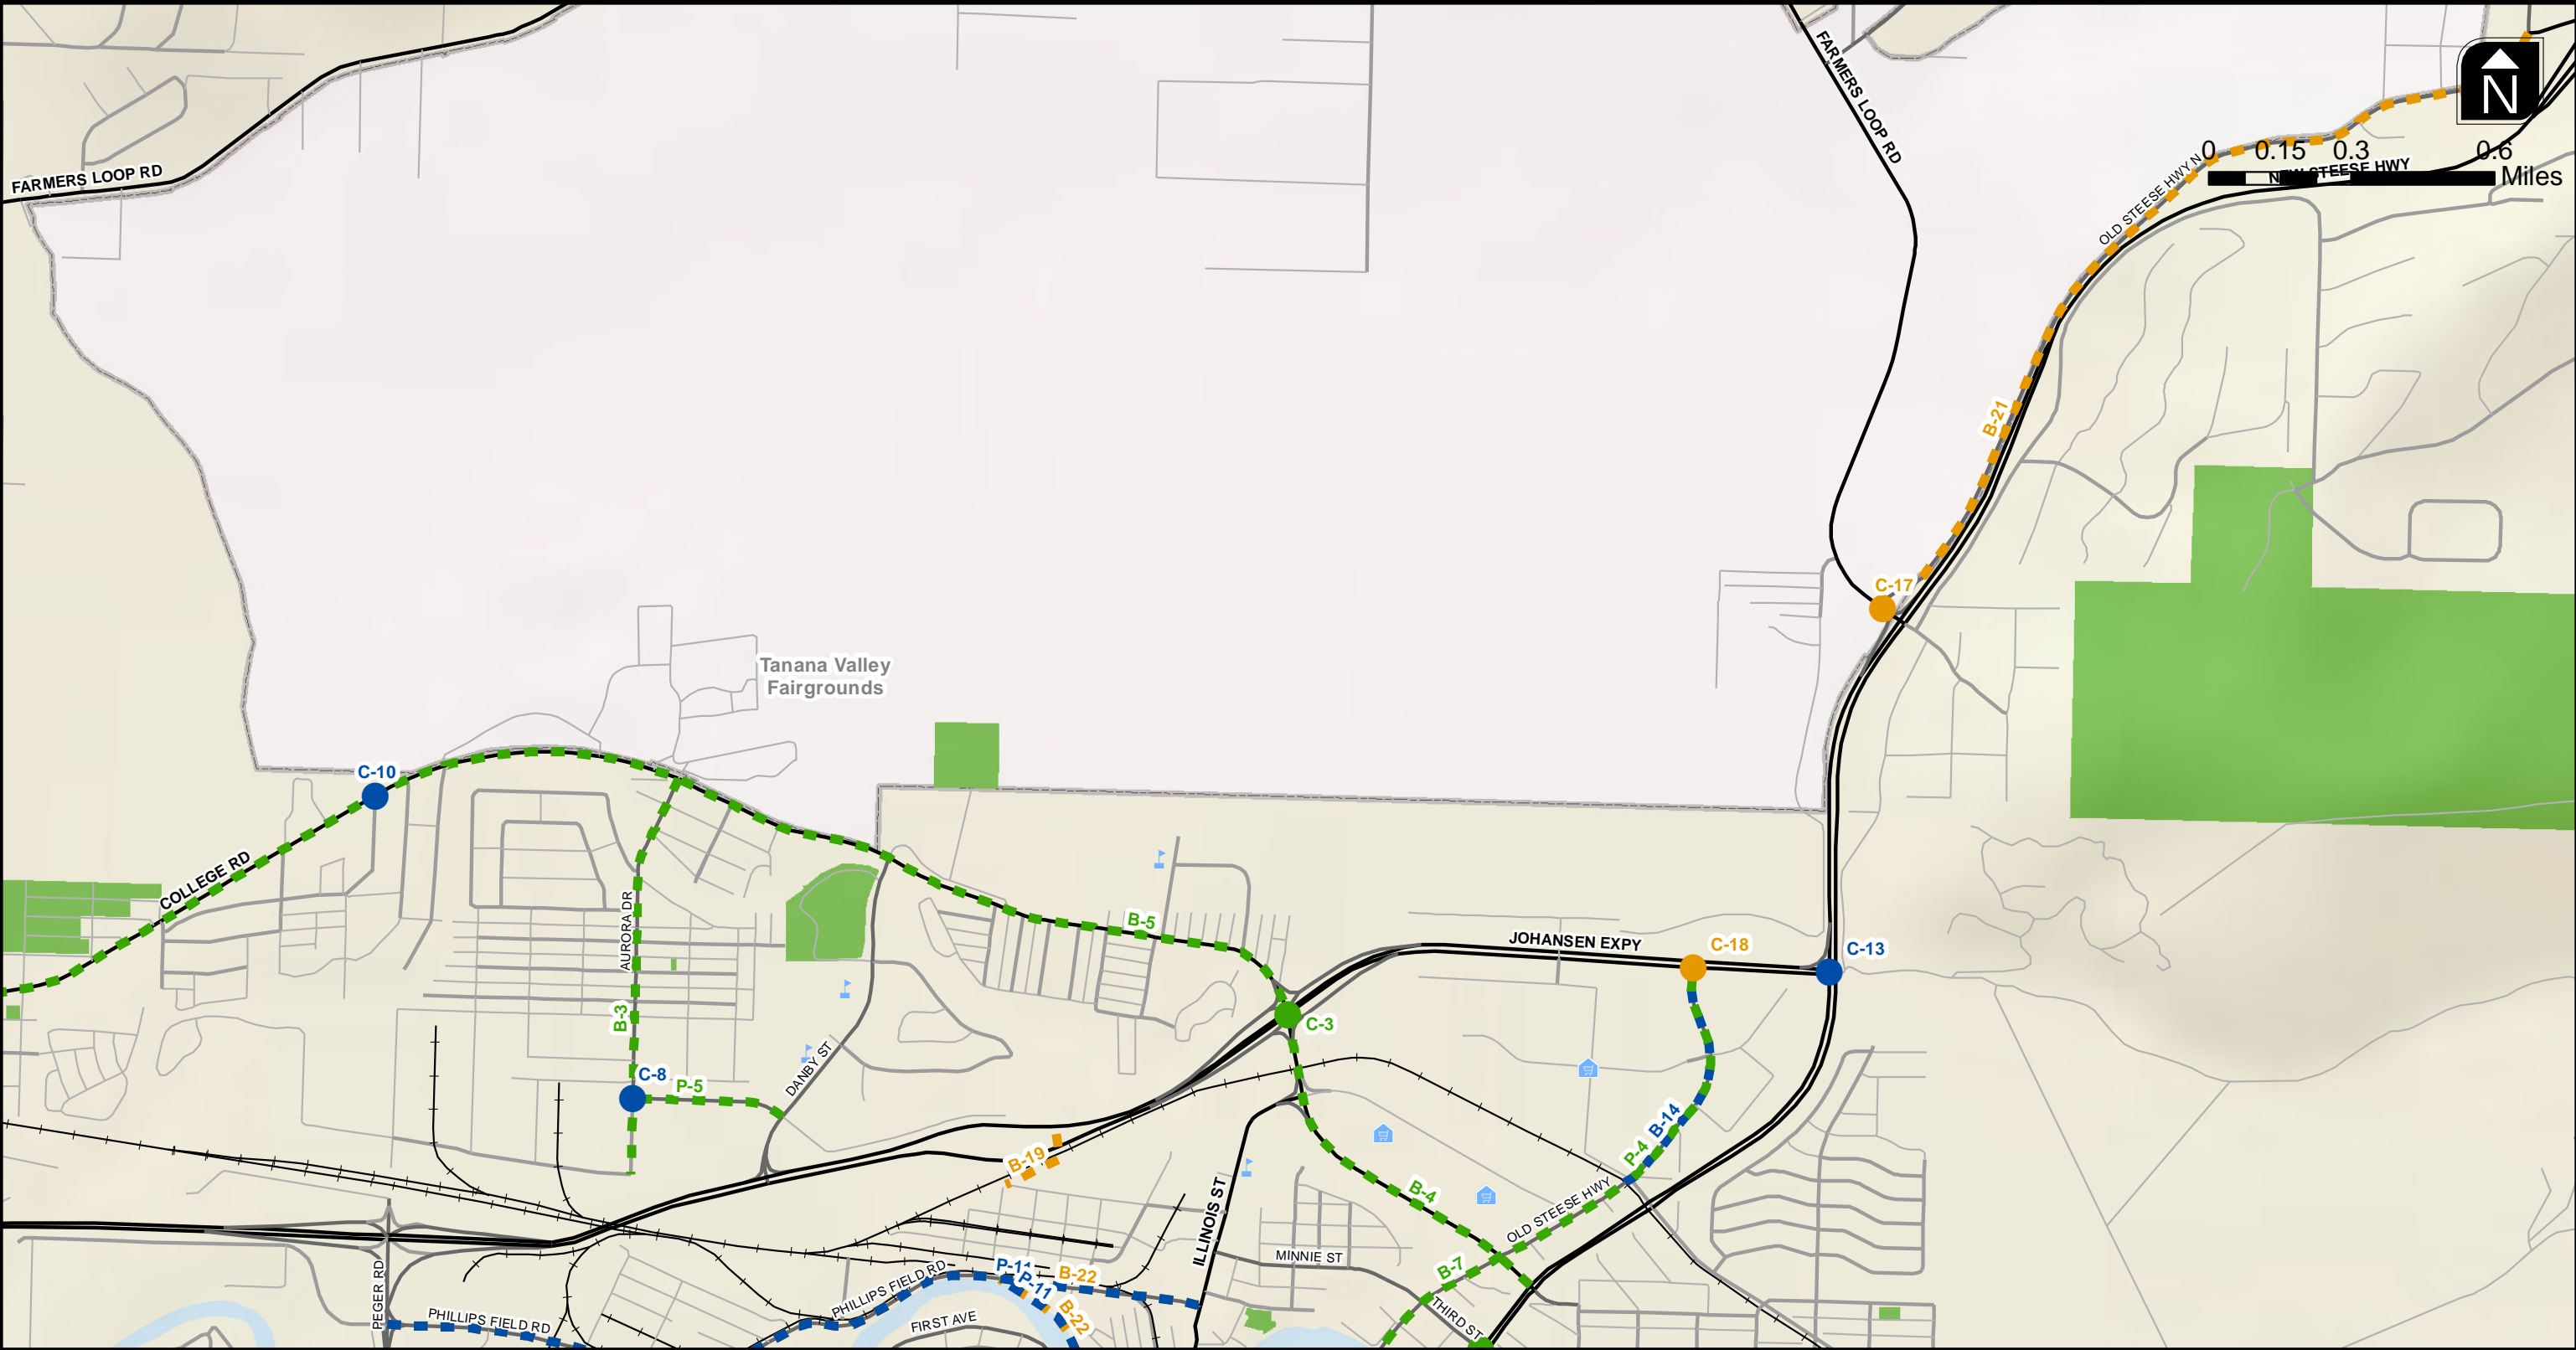 FARMERS LOOP RD
N
0 0.15 0.3 0.6
Miles
NEW STEESE HWY
OLD STEESE HWY N
FARMERS LOOP RD
B-21
C-17
Tanana Valley
Fairgrounds
C-10
COLLEGE RD
AURORA DR
B-5
JOHANSEN EXPY
C-18
C-13
B-3
C-3
C-8
P-5
DANBY ST
B-14
P-4
B-19
B-4
OLD STEESE HWY
ILLINOIS ST
MINNIE ST
B-7
PEGER RD
PHILLIPS FIELD RD
P-11
P-11
B-22
B-22
PHILLIPS FIELD RD
FIRST AVE
THIRD ST